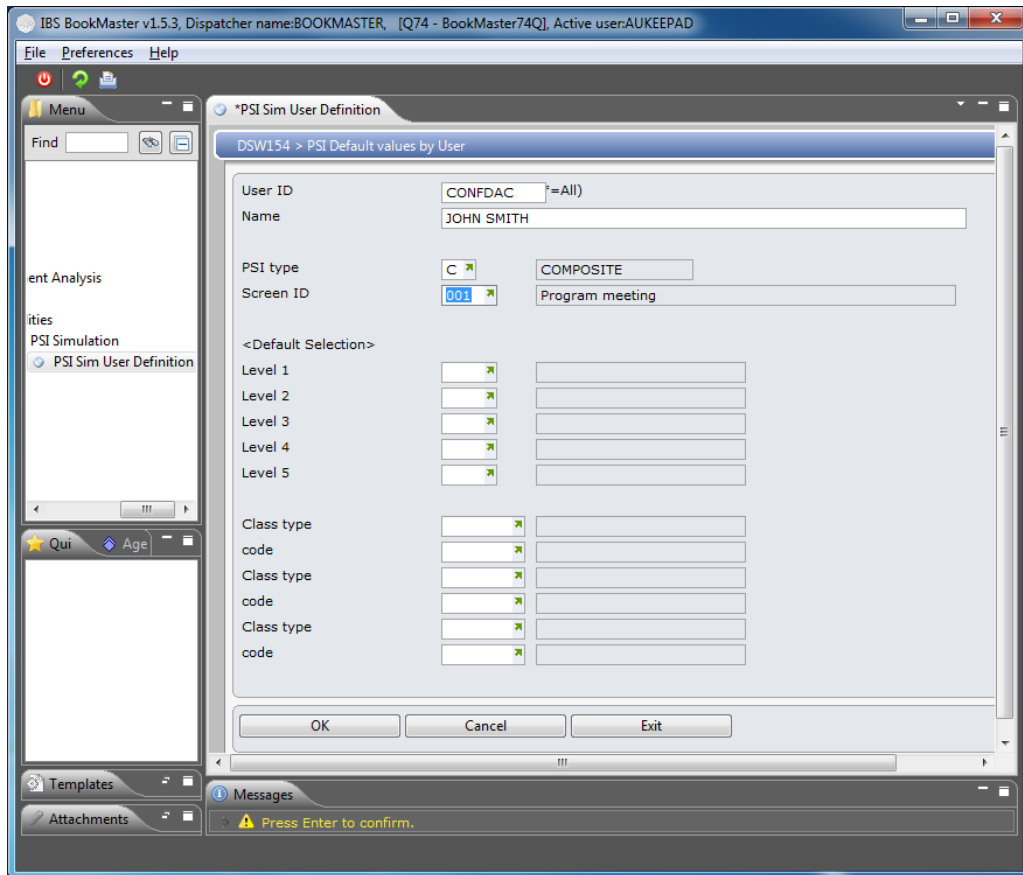 IBS BookMaster v1.5.3, Dispatcher name:BOOKMASTER, [Q74 - BookMaster74Q], Active user:AUKEEPAD
File Preferences Help
Menu
*PSI Sim User Definition
Find
DSW154 > PSI Default values by User
User ID CONFDAC *=All)
Name JOHN SMITH
PSI type C COMPOSITE
ent Analysis
Screen ID 001 Program meeting
ities
PSI Simulation
<Default Selection>
PSI Sim User Definition
Level 1
Level 2
Level 3
Level 4
Level 5
Class type
Qui Age
code
Class type
code
Class type
code
OK Cancel Exit
Templates
Messages
Attachments
Press Enter to confirm.